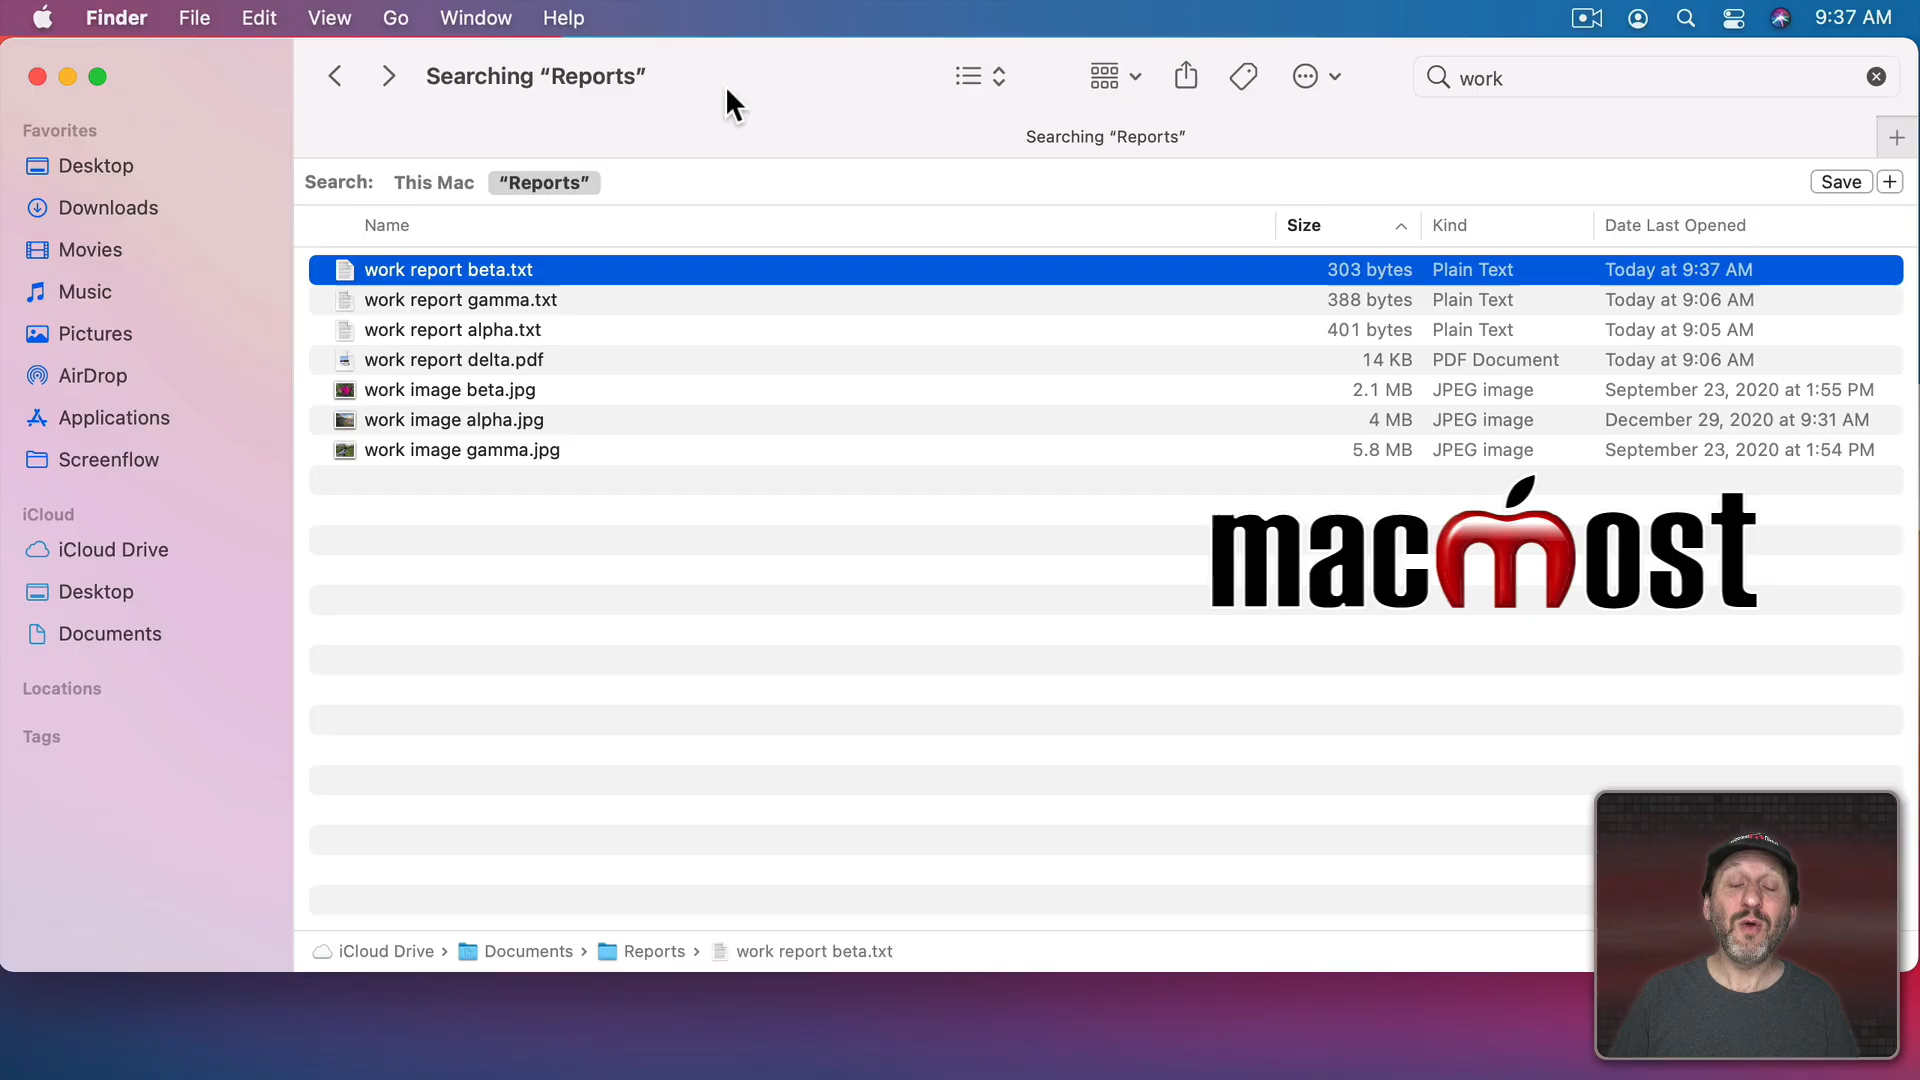 Finder File Edit View Go Window Help 9:37 AM
Searching “Reports” work
Searching “Reports”
Search: This Mac “Reports” Save
Name Size Kind Date Last Opened
work report beta.txt 303 bytes Plain Text Today at 9:37 AM
work report gamma.txt 388 bytes Plain Text Today at 9:06 AM
work report alpha.txt 401 bytes Plain Text Today at 9:05 AM
work report delta.pdf 14 KB PDF Document Today at 9:06 AM
work image beta.jpg 2.1 MB JPEG image September 23, 2020 at 1:55 PM
work image alpha.jpg 4 MB JPEG image December 29, 2020 at 9:31 AM
work image gamma.jpg 5.8 MB JPEG image September 23, 2020 at 1:54 PM
Favorites
Desktop
Downloads
Movies
Music
Pictures
AirDrop
Applications
Screenflow
iCloud
iCloud Drive
Desktop
Documents
Locations
Tags
macmost
iCloud Drive › Documents › Reports › work report beta.txt